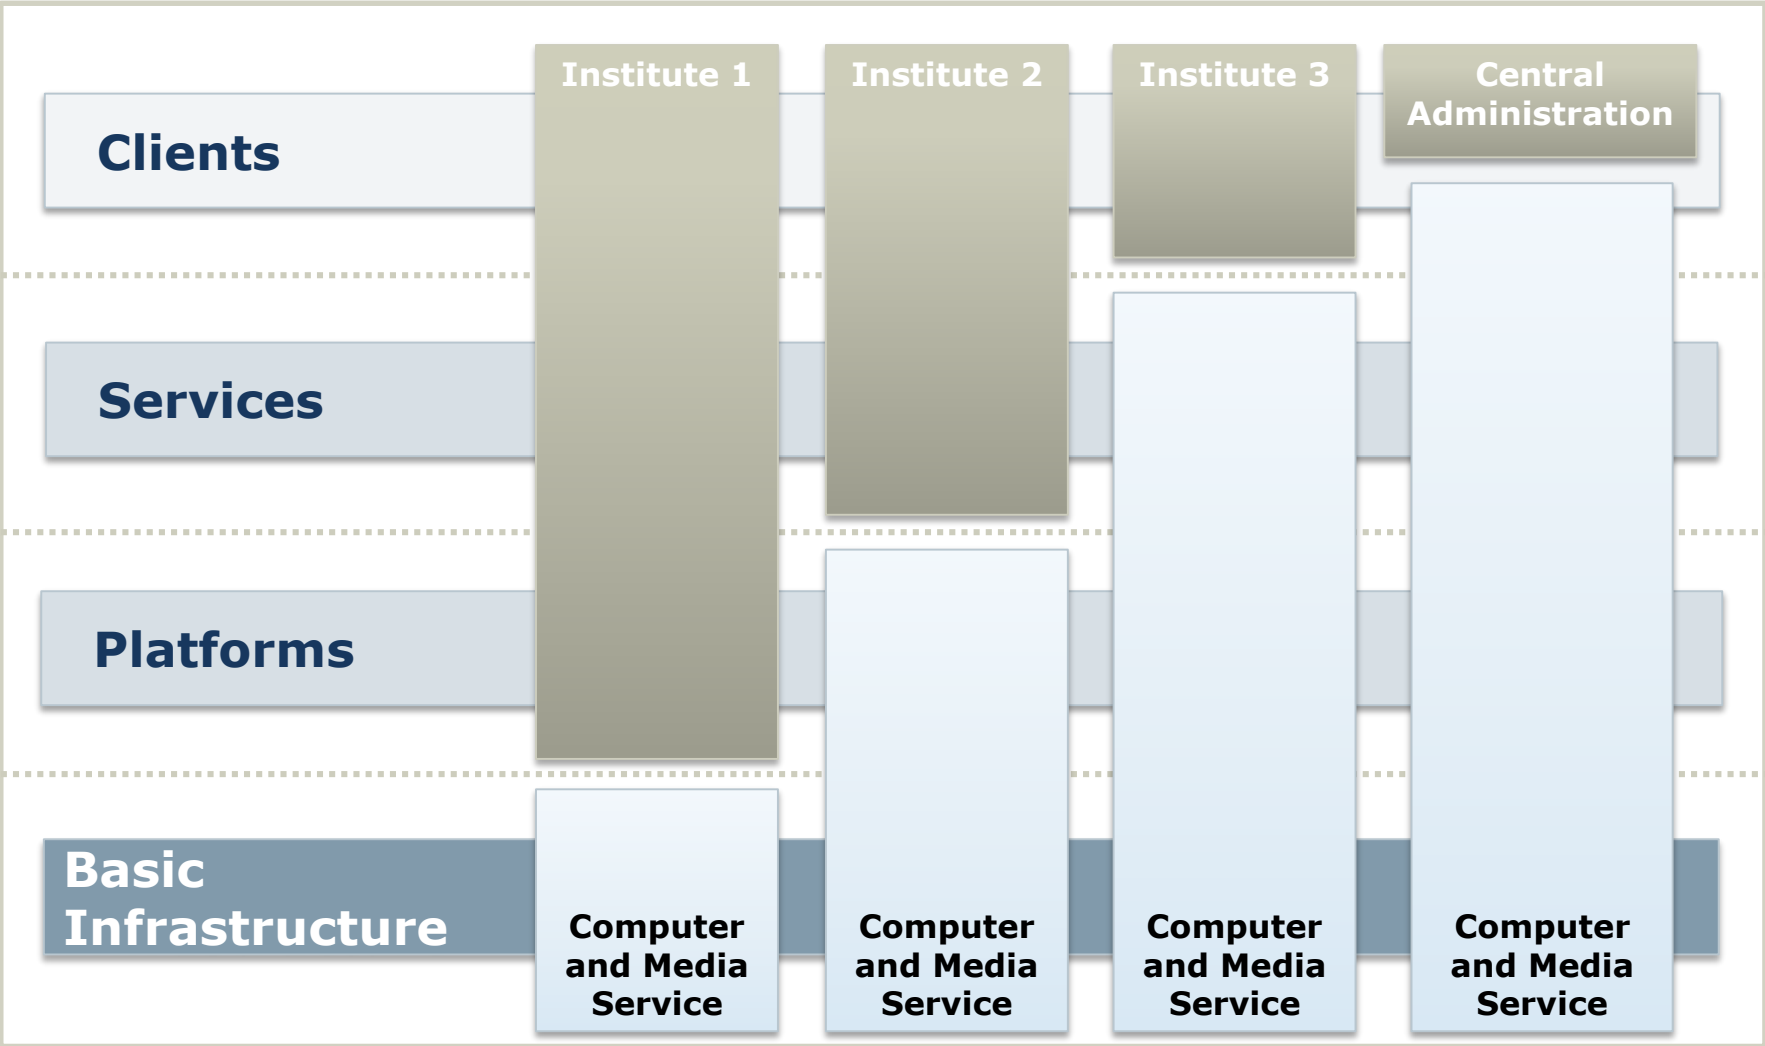 Institute 1
Institute 2
Institute 3
Central
Administration
Clients
Services
Platforms
Basic
Infrastructure
Computer
and Media
Service
Computer
and Media
Service
Computer
and Media
Service
Computer
and Media
Service